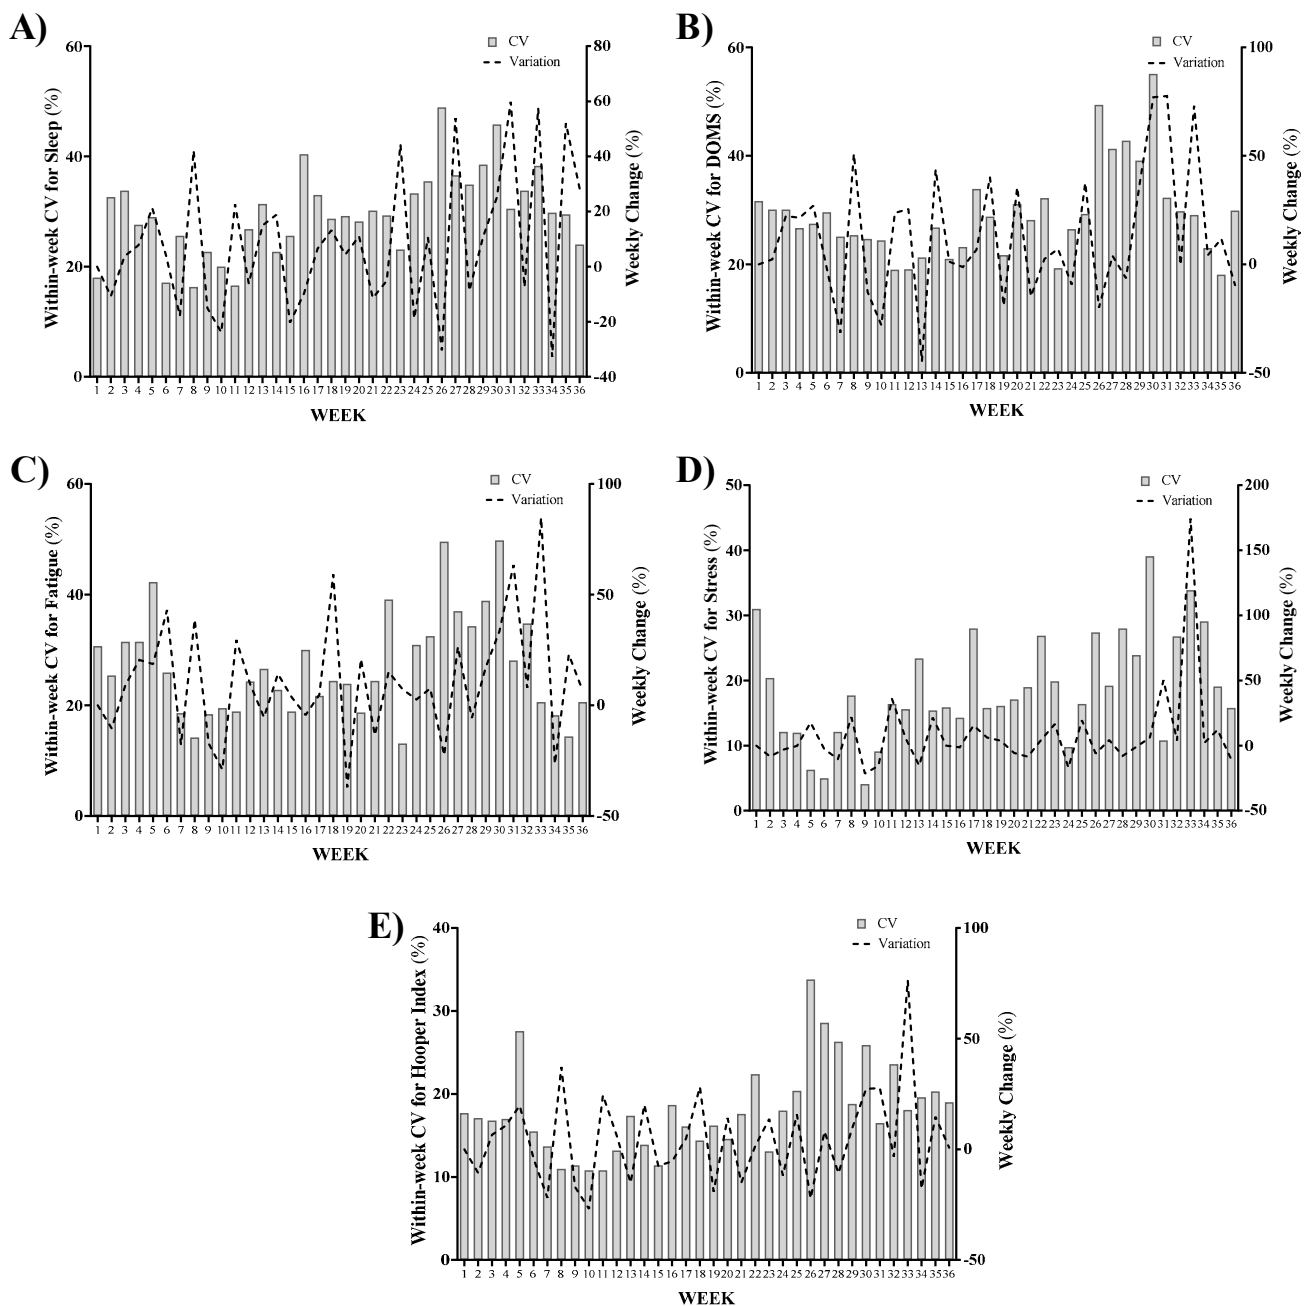 A)
CV
Variation
Within-week CV for Sleep (%)
60
40
20
0
80
60
40
20
0
-20
-40
Weekly Change (%)
1 2 3 4 5 6 7 8 9 10 11 12 13 14 15 16 17 18 19 20 21 22 23 24 25 26 27 28 29 30 31 32 33 34 35 36
WEEK
B)
CV
Variation
Within-week CV for DOMS (%)
60
40
20
0
100
50
0
-50
Weekly Change (%)
1 2 3 4 5 6 7 8 9 10 11 12 13 14 15 16 17 18 19 20 21 22 23 24 25 26 27 28 29 30 31 32 33 34 35 36
WEEK
C)
CV
Variation
Within-week CV for Fatigue (%)
60
40
20
0
100
50
0
-50
Weekly Change (%)
1 2 3 4 5 6 7 8 9 10 11 12 13 14 15 16 17 18 19 20 21 22 23 24 25 26 27 28 29 30 31 32 33 34 35 36
WEEK
D)
CV
Variation
Within-week CV for Stress (%)
50
40
30
20
10
0
200
150
100
50
0
-50
Weekly Change (%)
1 2 3 4 5 6 7 8 9 10 11 12 13 14 15 16 17 18 19 20 21 22 23 24 25 26 27 28 29 30 31 32 33 34 35 36
WEEK
E)
CV
Variation
Within-week CV for Hooper Index (%)
40
30
20
10
0
100
50
0
-50
Weekly Change (%)
1 2 3 4 5 6 7 8 9 10 11 12 13 14 15 16 17 18 19 20 21 22 23 24 25 26 27 28 29 30 31 32 33 34 35 36
WEEK